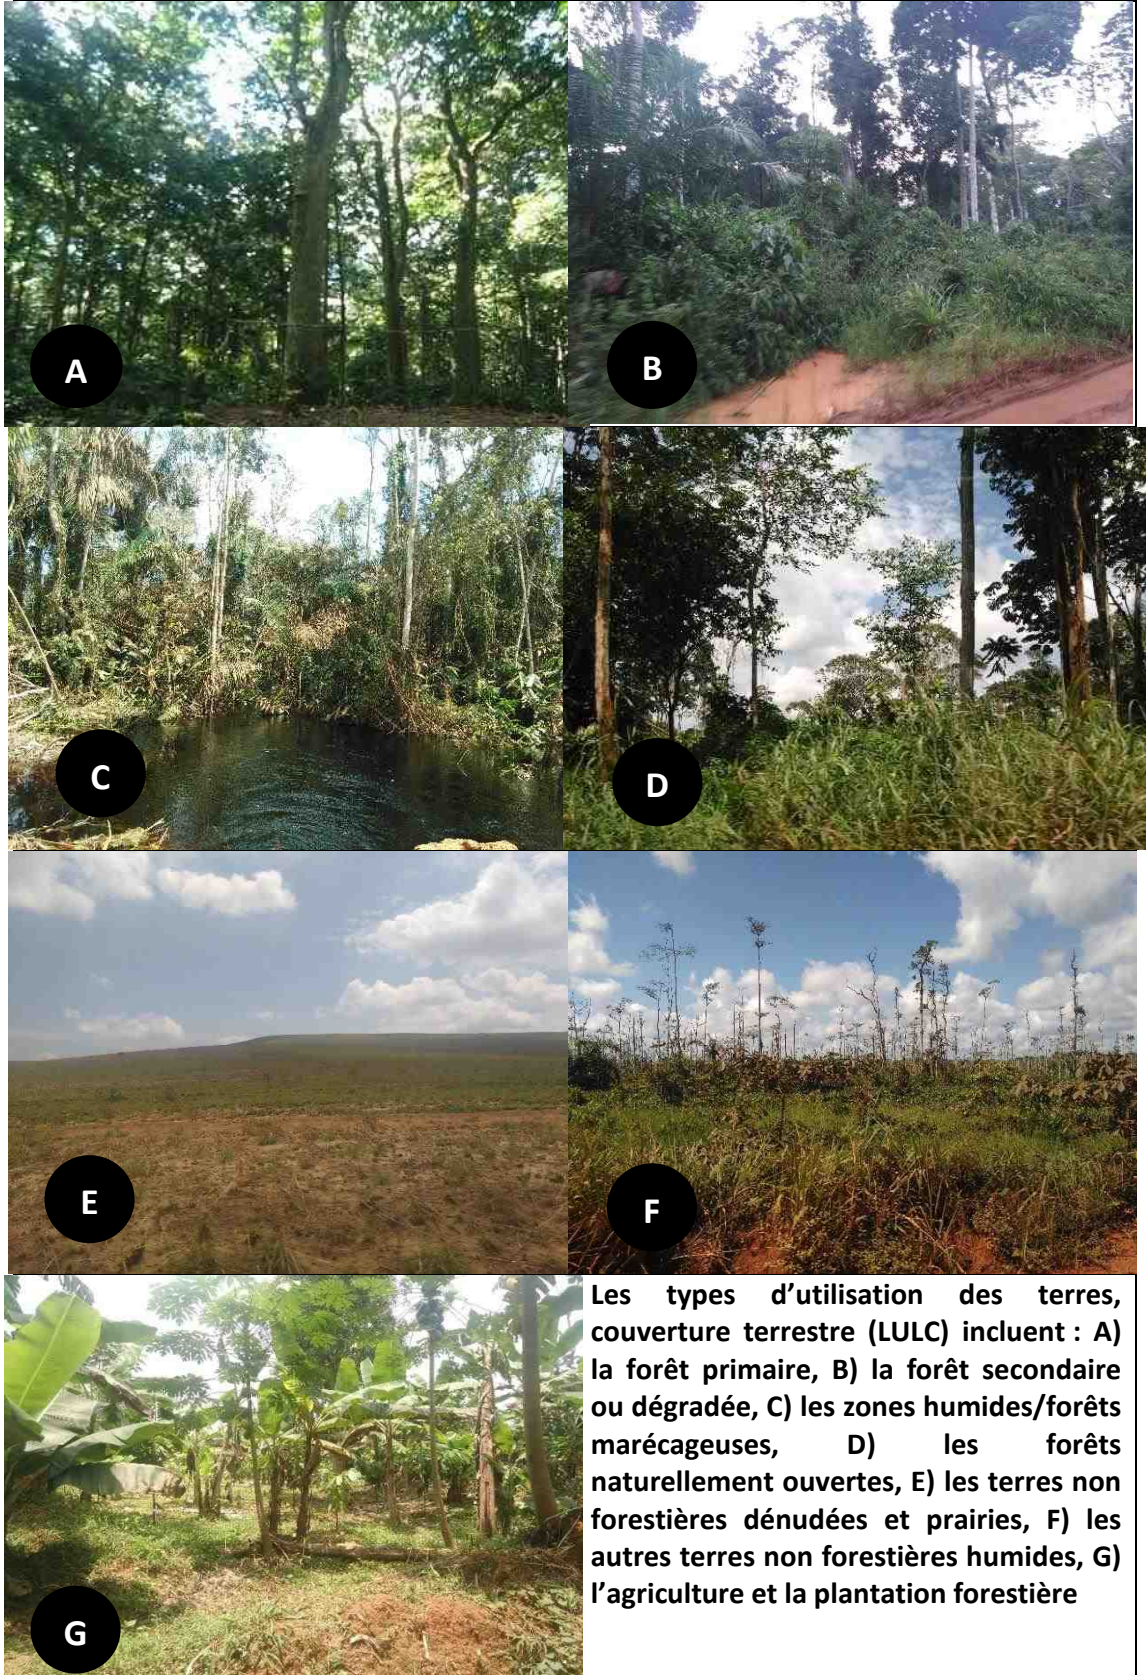 A
B
C
D
E
F
G
Les types d’utilisation des terres,
couverture terrestre (LULC) incluent : A)
la forêt primaire, B) la forêt secondaire
ou dégradée, C) les zones humides/forêts
marécageuses, D) les forêts
naturellement ouvertes, E) les terres non
forestières dénudées et prairies, F) les
autres terres non forestières humides, G)
l’agriculture et la plantation forestière